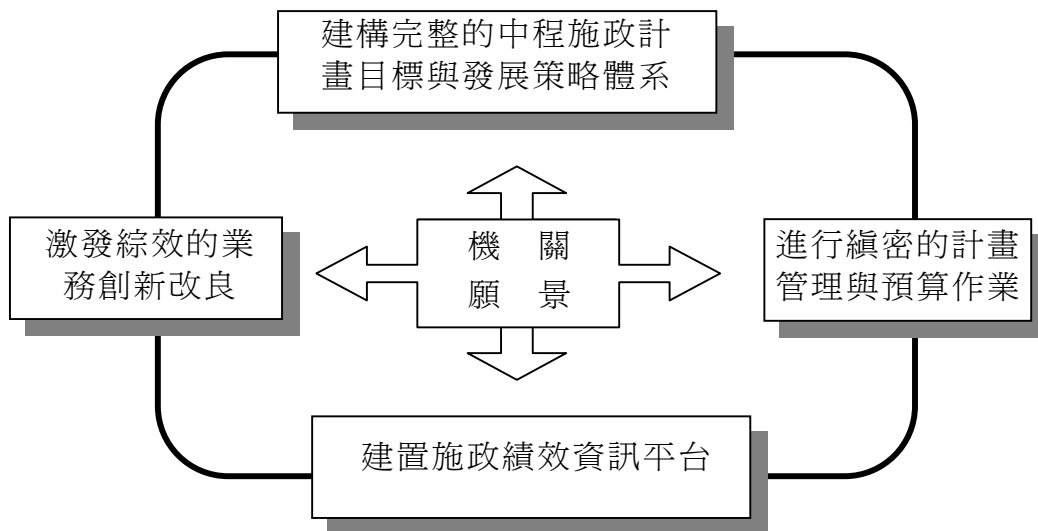 建構完整的中程施政計
畫目標與發展策略體系
激發綜效的業
務創新改良
機 關
願 景
進行縝密的計畫
管理與預算作業
建置施政績效資訊平台